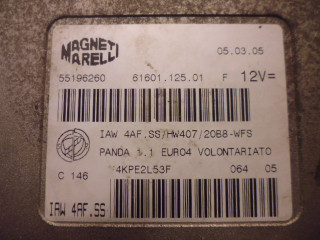 MAGNETI
MARELLI
05.03.05
55196260 61601.125.01 F 12V=
IAW 4AF.SS/HW407/20B8-WFS
PANDA 1.1 EURO4 VOLONTARIATO
4KPE2L53F 064 05
C 146
IAW 4AF.SS